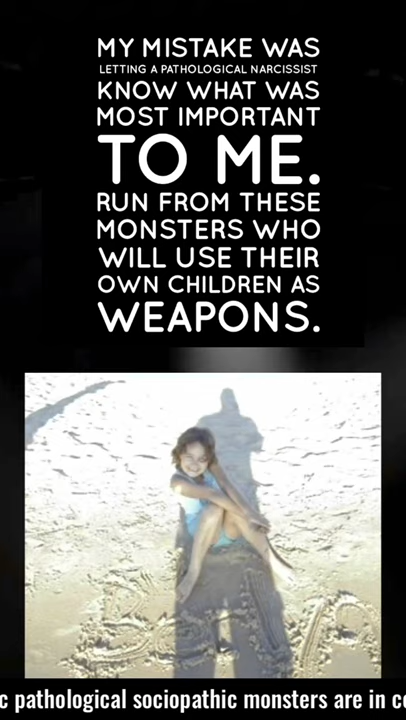 MY MISTAKE WAS
LETTING A PATHOLOGICAL NARCISSIST
KNOW WHAT WAS
MOST IMPORTANT
TO ME.
RUN FROM THESE
MONSTERS WHO
WILL USE THEIR
OWN CHILDREN AS
WEAPONS.
c pathological sociopathic monsters are in co